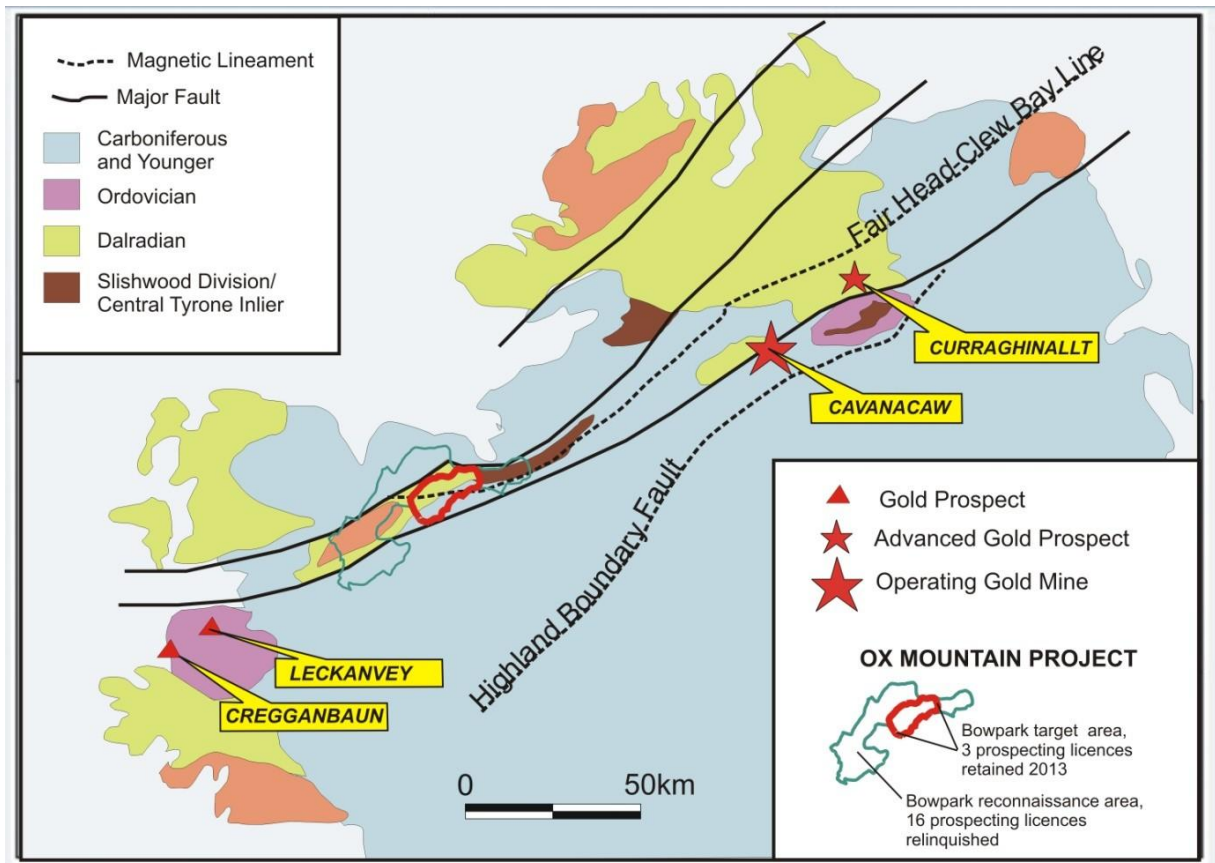 Magnetic Lineament
Major Fault
Carboniferous
and Younger
Ordovician
Dalradian
Slishwood Division/
Central Tyrone Inlier
Fair Head-Clew Bay Line
CURRAGHINALLT
CAVANACAW
Highland Boundary Fault
LECKANVEY
CREGGANBAUN
0 50km
Gold Prospect
Advanced Gold Prospect
Operating Gold Mine
OX MOUNTAIN PROJECT
Bowpark target area,
3 prospecting licences
retained 2013
Bowpark reconnaissance area,
16 prospecting licences
relinquished